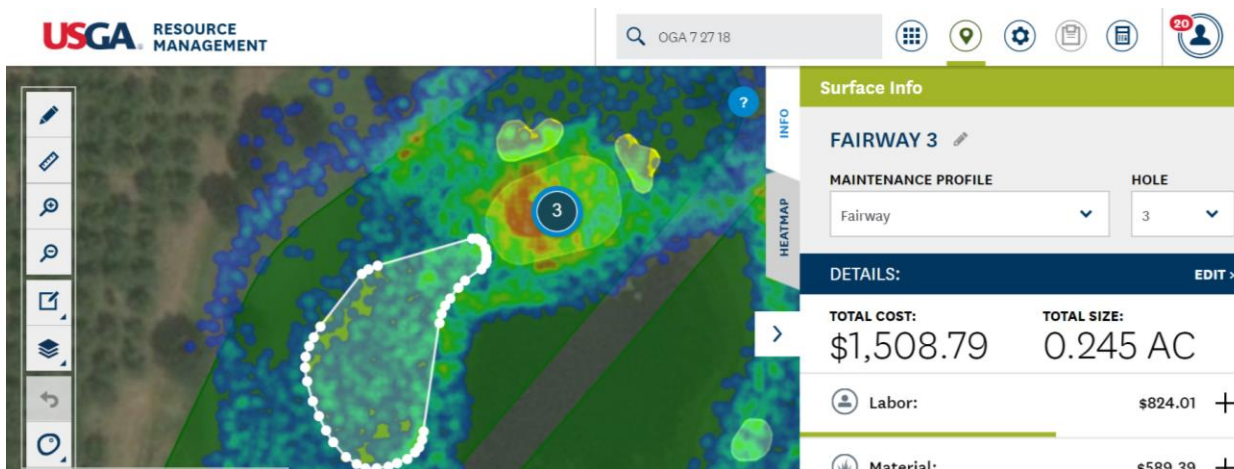 USGA. RESOURCE
MANAGEMENT
OGA 7 27 18
20
?
INFO
HEATMAP
3
Surface Info
FAIRWAY 3
MAINTENANCE PROFILE
HOLE
Fairway
3
DETAILS:
EDIT >
TOTAL COST:
TOTAL SIZE:
$1,508.79
0.245 AC
Labor:
$824.01 +
Material:
$589.39 +